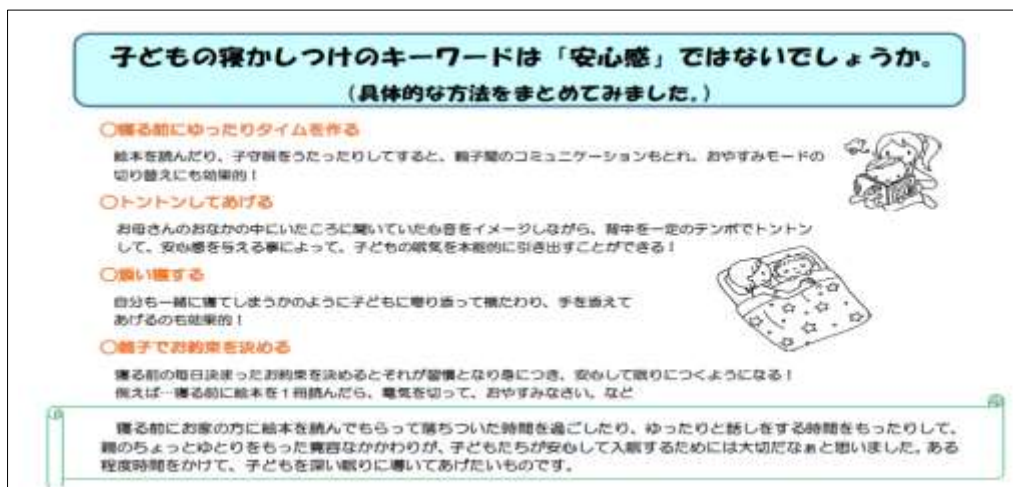 子どもの寝かしつけのキーワードは「安心感」ではないでしょうか。
(具体的な方法をまとめてみました。)
○寝る前にゆったりタイムを作る
絵本を読んだり、子守唄をうたったりしてすると、親子間のコミュニケーションもとれ、おやすみモードの
切り替えにも効果的！
○トントンしてあげる
お母さんのおなかの中にいたころに聞いていた心音をイメージしながら、背中を一定のテンポでトントン
して、安心感を与える事によって、子どもの眠気を本能的に引き出すことができる！
○添い寝する
自分も一緒に寝てしまうかのように子どもに寄り添って横たわり、手を添えて
あげるのも効果的！
○親子でお約束を決める
寝る前の毎日決まったお約束を決めるとそれが習慣となり身につき、安心して眠りにつくようになる！
例えば…寝る前に絵本を１冊読んだら、電気を切って、おやすみなさい。など
寝る前にお家の方に絵本を読んでもらって落ちついた時間を過ごしたり、ゆったりと話しをする時間をもったりして、
親のちょっとゆとりをもった寛容なかかわりが、子どもたちが安心して入眠するためには大切だなぁと思いました。ある
程度時間をかけて、子どもを深い眠りに導いてあげたいものです。